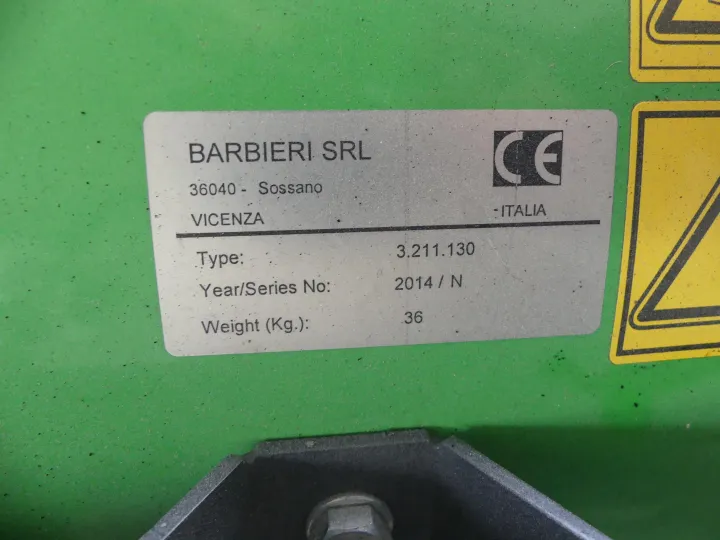 BARBIERI SRL
CE
36040 - Sossano
VICENZA
ITALIA
Type: 3.211.130
Year/Series No: 2014 / N
Weight (Kg.): 36